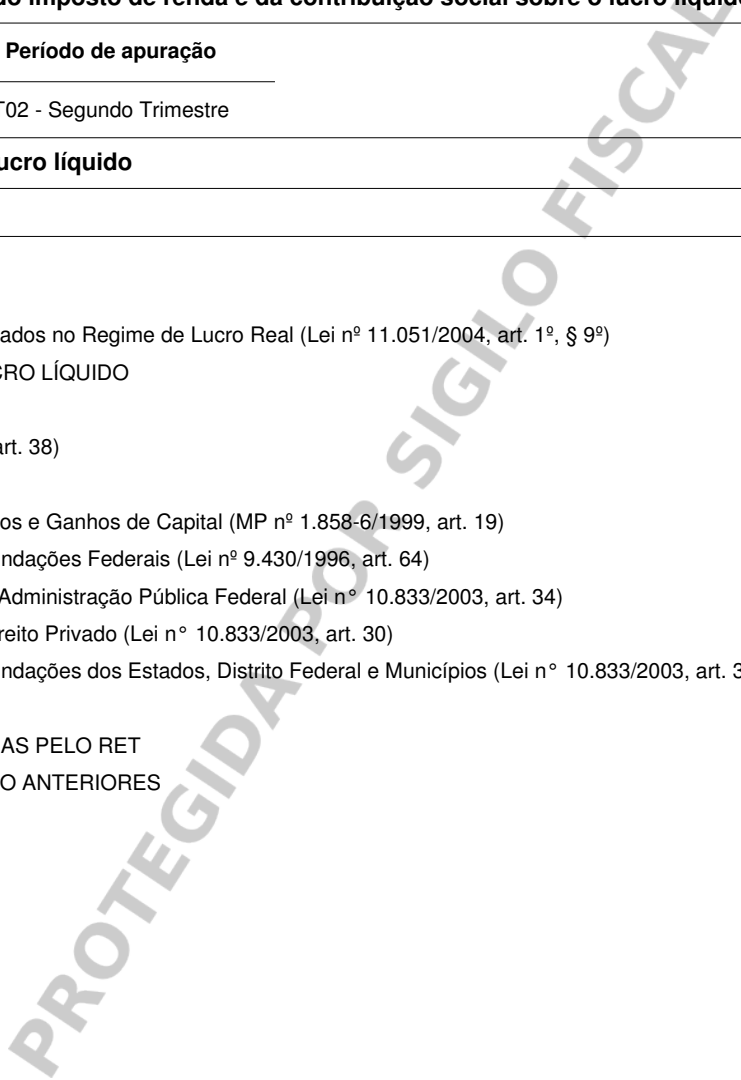 do imposto de renda e da contribuição social sobre o lucro líquido
Período de apuração
T02 - Segundo Trimestre
lucro líquido
ados no Regime de Lucro Real (Lei nº 11.051/2004, art. 1º, § 9º)
CRO LÍQUIDO
art. 38)
os e Ganhos de Capital (MP nº 1.858-6/1999, art. 19)
ndações Federais (Lei nº 9.430/1996, art. 64)
Administração Pública Federal (Lei n° 10.833/2003, art. 34)
reito Privado (Lei n° 10.833/2003, art. 30)
ndações dos Estados, Distrito Federal e Municípios (Lei n° 10.833/2003, art. 3
AS PELO RET
O ANTERIORES
PROTEGIDA POR SIGILO FISCAL